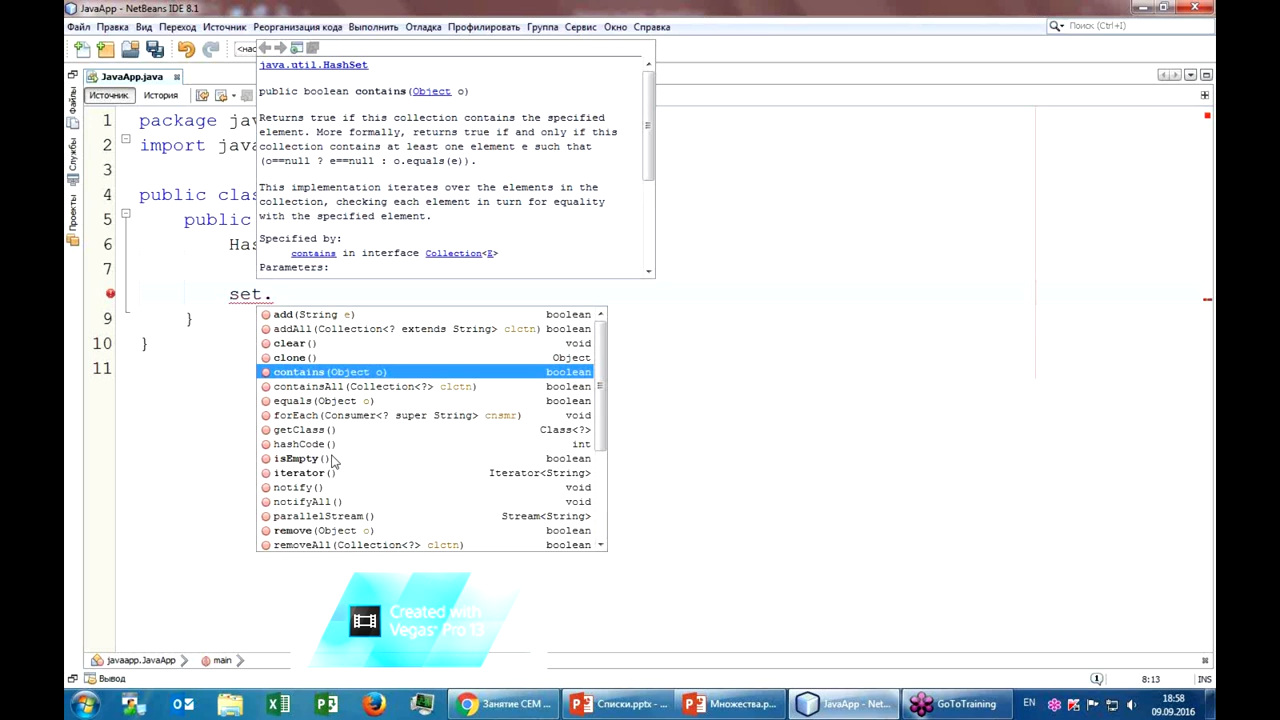 JavaApp - NetBeans IDE 8.1
Файл Правка Вид Переход Источник Реорганизация кода Выполнить Отладка Профилировать Группа Сервис Окно Справка
Поиск (Ctrl+I)
<нас
JavaApp.java
Источник История
Файлы
Службы
Проекты
1 package jav
2 import java
3
4 public clas
5 public
6 Has
7
set.
9 }
10 }
11
java.util.HashSet
public boolean contains(Object o)
Returns true if this collection contains the specified
element. More formally, returns true if and only if this
collection contains at least one element e such that
(o==null ? e==null : o.equals(e)).
This implementation iterates over the elements in the
collection, checking each element in turn for equality
with the specified element.
Specified by:
contains in interface Collection<E>
Parameters:
add(String e) boolean
addAll(Collection<? extends String> clctn) boolean
clear() void
clone() Object
contains(Object o) boolean
containsAll(Collection<?> clctn) boolean
equals(Object o) boolean
forEach(Consumer<? super String> cnsmr) void
getClass() Class<?>
hashCode() int
isEmpty() boolean
iterator() Iterator<String>
notify() void
notifyAll() void
parallelStream() Stream<String>
remove(Object o) boolean
removeAll(Collection<?> clctn) boolean
Created with
Vegas Pro 13
javaapp.JavaApp main
Вывод
8:13 INS
Занятие СЕМ ... Списки.pptx - ... Множества.p... JavaApp - Net... GoToTraining
EN
18:58
09.09.2016